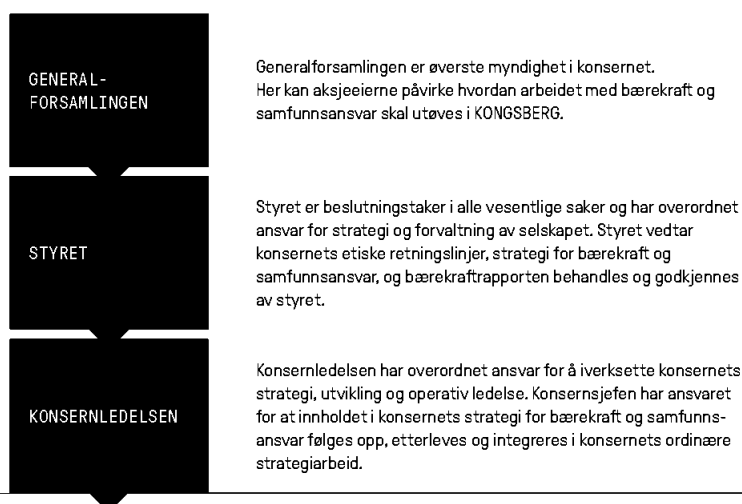 GENERAL-
FORSAMLINGEN
Generalforsamlingen er øverste myndighet i konsernet.
Her kan aksjeeierne påvirke hvordan arbeidet med bærekraft og
samfunnsansvar skal utøves i KONGSBERG.
STYRET
Styret er beslutningstaker i alle vesentlige saker og har overordnet
ansvar for strategi og forvaltning av selskapet. Styret vedtar
konsernets etiske retningslinjer, strategi for bærekraft og
samfunnsansvar, og bærekraftrapporten behandles og godkjennes
av styret.
KONSERNLEDELSEN
Konsernledelsen har overordnet ansvar for å iverksette konsernets
strategi, utvikling og operativ ledelse. Konsernsjefen har ansvaret
for at innholdet i konsernets strategi for bærekraft og samfunns-
ansvar følges opp, etterleves og integreres i konsernets ordinære
strategiarbeid.